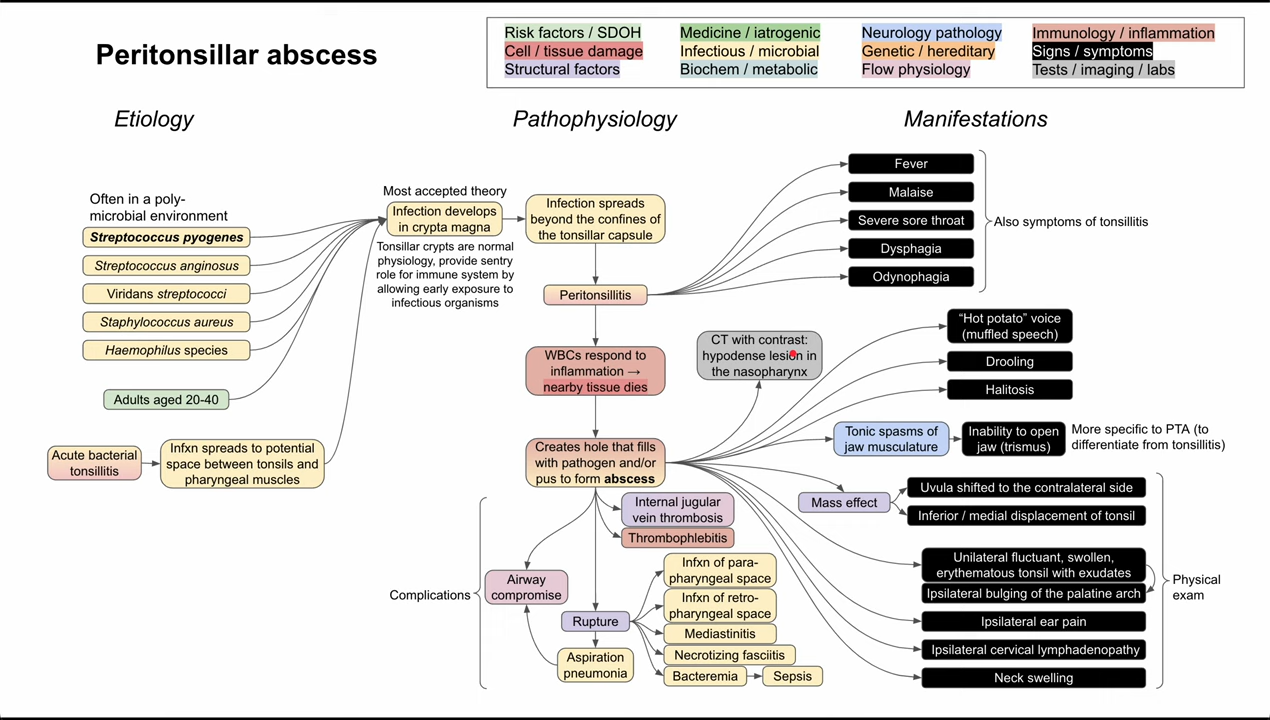 Peritonsillar abscess
Risk factors / SDOH
Cell / tissue damage
Structural factors
Medicine / iatrogenic
Infectious / microbial
Biochem / metabolic
Neurology pathology
Genetic / hereditary
Flow physiology
Immunology / inflammation
Signs / symptoms
Tests / imaging / labs
Etiology
Pathophysiology
Manifestations
Often in a poly-
microbial environment
Streptococcus pyogenes
Streptococcus anginosus
Viridans streptococci
Staphylococcus aureus
Haemophilus species
Adults aged 20-40
Acute bacterial
tonsillitis
Infxn spreads to potential
space between tonsils and
pharyngeal muscles
Most accepted theory
Infection develops
in crypta magna
Tonsillar crypts are normal
physiology, provide sentry
role for immune system by
allowing early exposure to
infectious organisms
Infection spreads
beyond the confines of
the tonsillar capsule
Peritonsillitis
WBCs respond to
inflammation →
nearby tissue dies
Creates hole that fills
with pathogen and/or
pus to form abscess
CT with contrast:
hypodense lesion in
the nasopharynx
Fever
Malaise
Severe sore throat
Dysphagia
Odynophagia
Also symptoms of tonsillitis
“Hot potato” voice
(muffled speech)
Drooling
Halitosis
Tonic spasms of
jaw musculature
Inability to open
jaw (trismus)
More specific to PTA (to
differentiate from tonsillitis)
Mass effect
Uvula shifted to the contralateral side
Inferior / medial displacement of tonsil
Unilateral fluctuant, swollen,
erythematous tonsil with exudates
Ipsilateral bulging of the palatine arch
Ipsilateral ear pain
Ipsilateral cervical lymphadenopathy
Neck swelling
Physical
exam
Complications
Internal jugular
vein thrombosis
Thrombophlebitis
Airway
compromise
Rupture
Aspiration
pneumonia
Infxn of para-
pharyngeal space
Infxn of retro-
pharyngeal space
Mediastinitis
Necrotizing fasciitis
Bacteremia
Sepsis